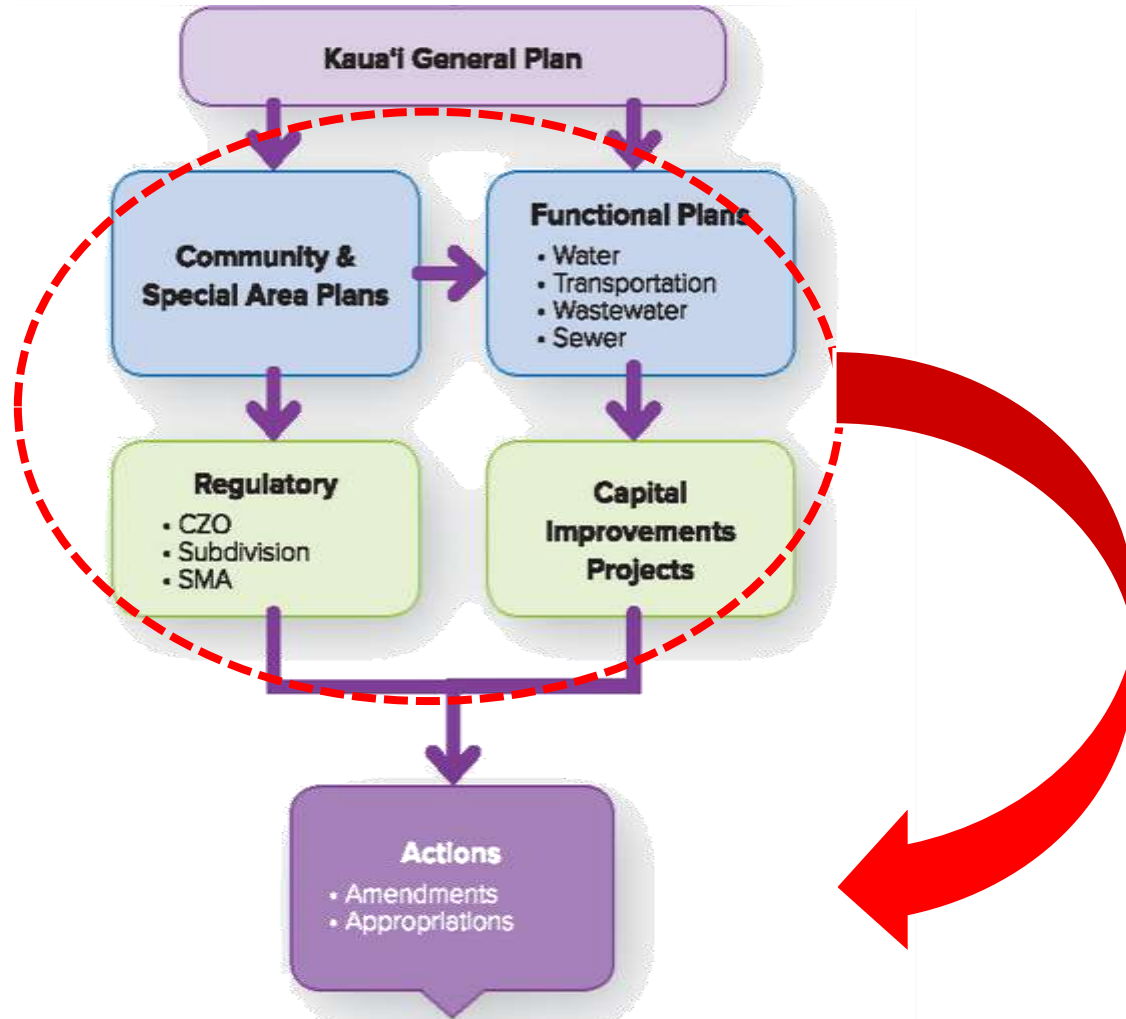 Kauaʻi General Plan
Community &
Special Area Plans
Functional Plans
• Water
• Transportation
• Wastewater
• Sewer
Regulatory
• CZO
• Subdivision
• SMA
Capital
Improvements
Projects
Actions
• Amendments
• Appropriations